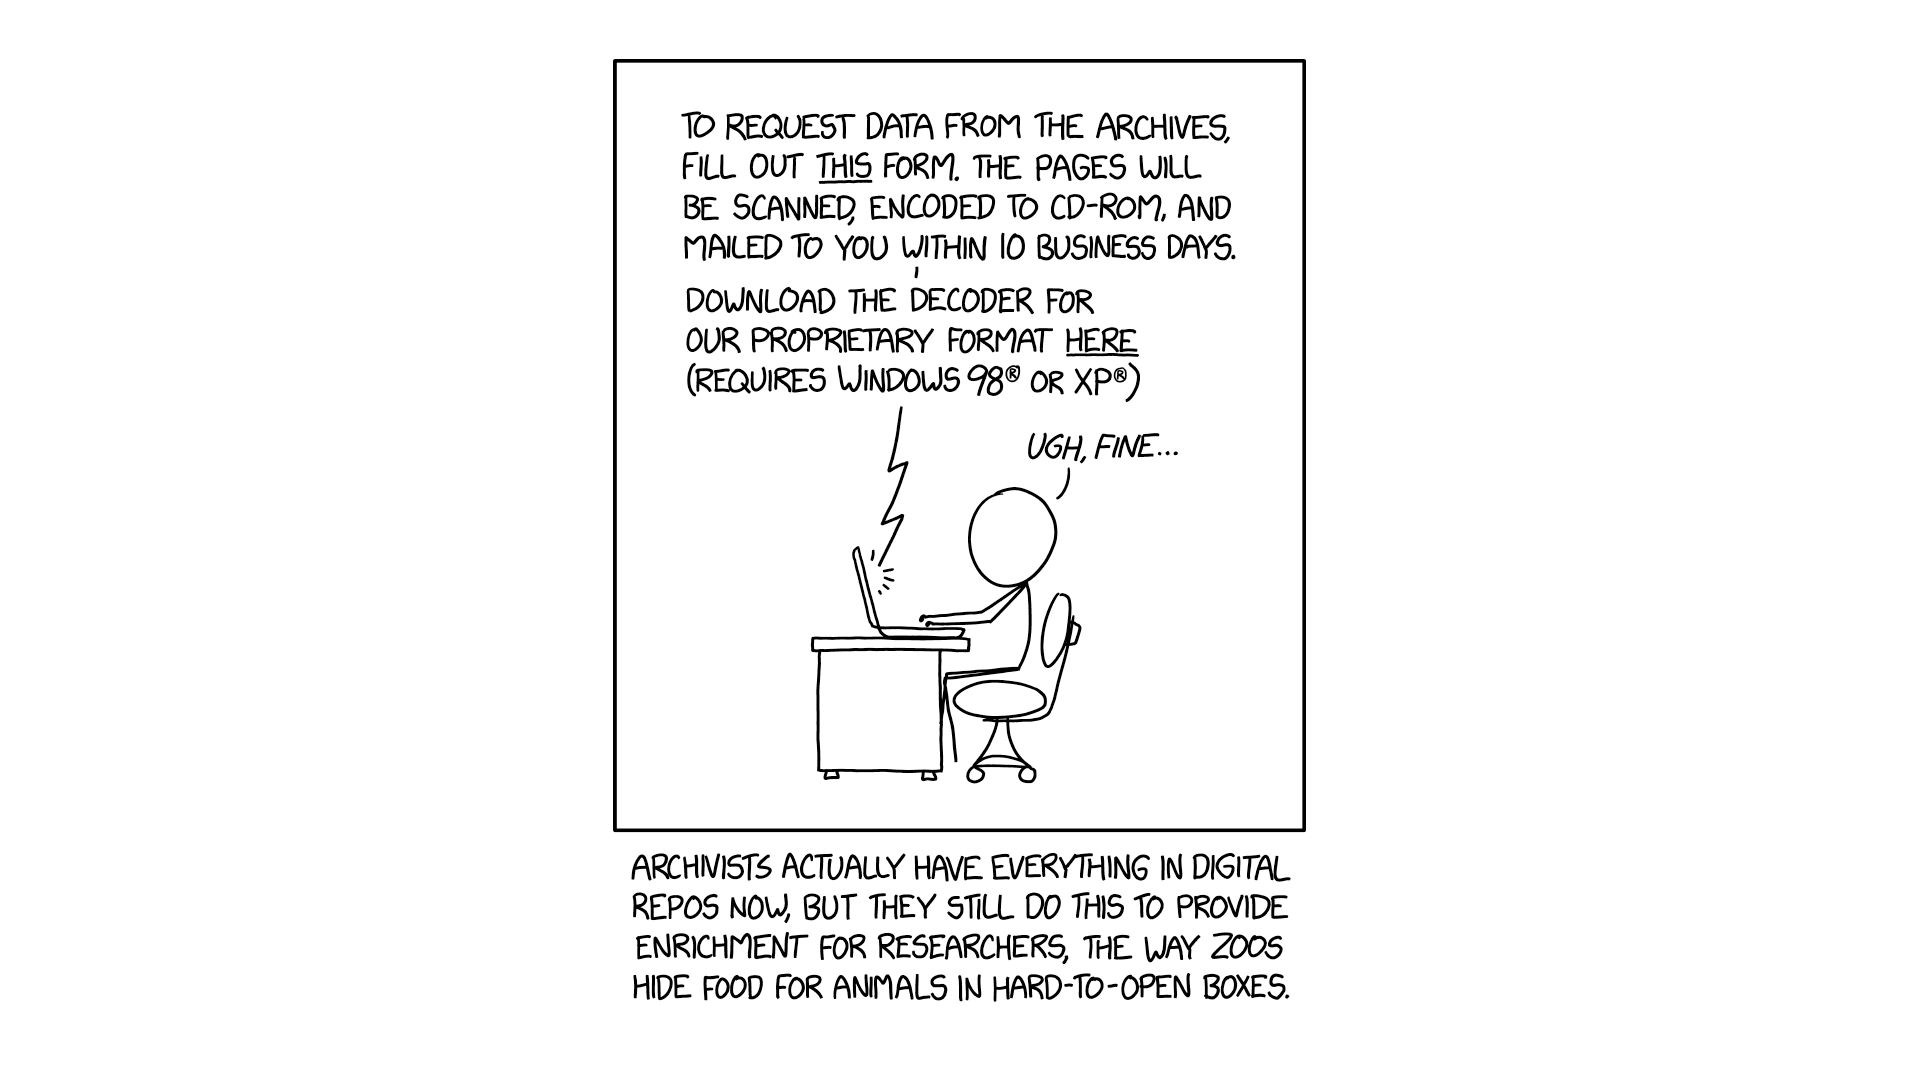 TO REQUEST DATA FROM THE ARCHIVES,
FILL OUT THIS FORM. THE PAGES WILL
BE SCANNED, ENCODED TO CD-ROM, AND
MAILED TO YOU WITHIN 10 BUSINESS DAYS.
DOWNLOAD THE DECODER FOR
OUR PROPRIETARY FORMAT HERE
(REQUIRES WINDOWS 98® OR XP®)
UGH, FINE...
ARCHIVISTS ACTUALLY HAVE EVERYTHING IN DIGITAL
REPOS NOW, BUT THEY STILL DO THIS TO PROVIDE
ENRICHMENT FOR RESEARCHERS, THE WAY ZOOS
HIDE FOOD FOR ANIMALS IN HARD-TO-OPEN BOXES.